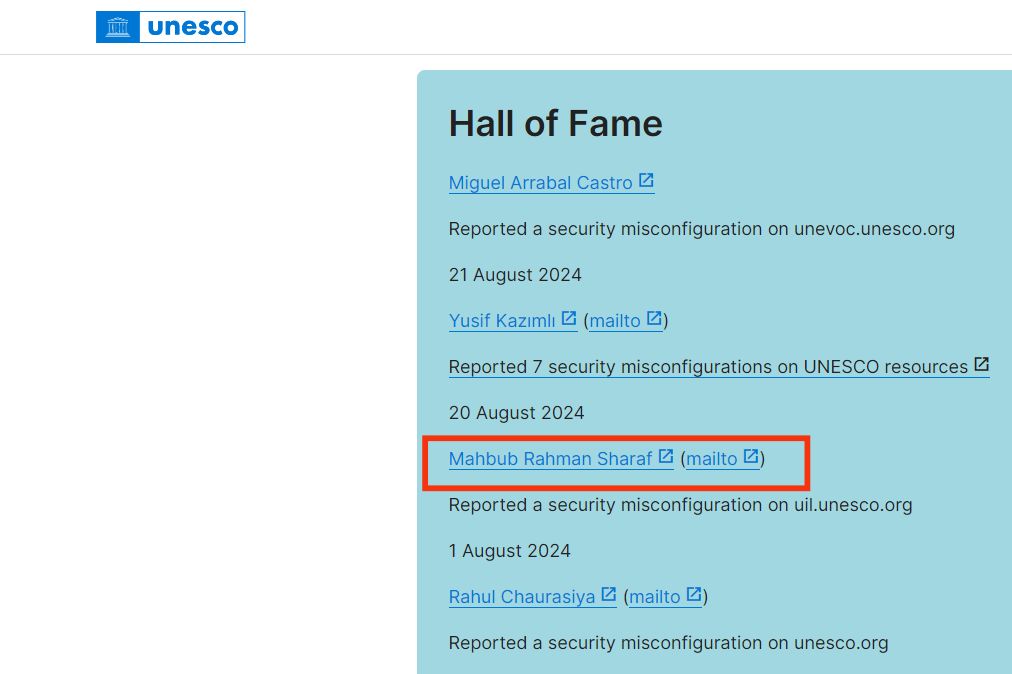 unesco
Hall of Fame
Miguel Arrabal Castro
Reported a security misconfiguration on unevoc.unesco.org
21 August 2024
Yusif Kazımlı (mailto)
Reported 7 security misconfigurations on UNESCO resources
20 August 2024
Mahbub Rahman Sharaf (mailto)
Reported a security misconfiguration on uil.unesco.org
1 August 2024
Rahul Chaurasiya (mailto)
Reported a security misconfiguration on unesco.org